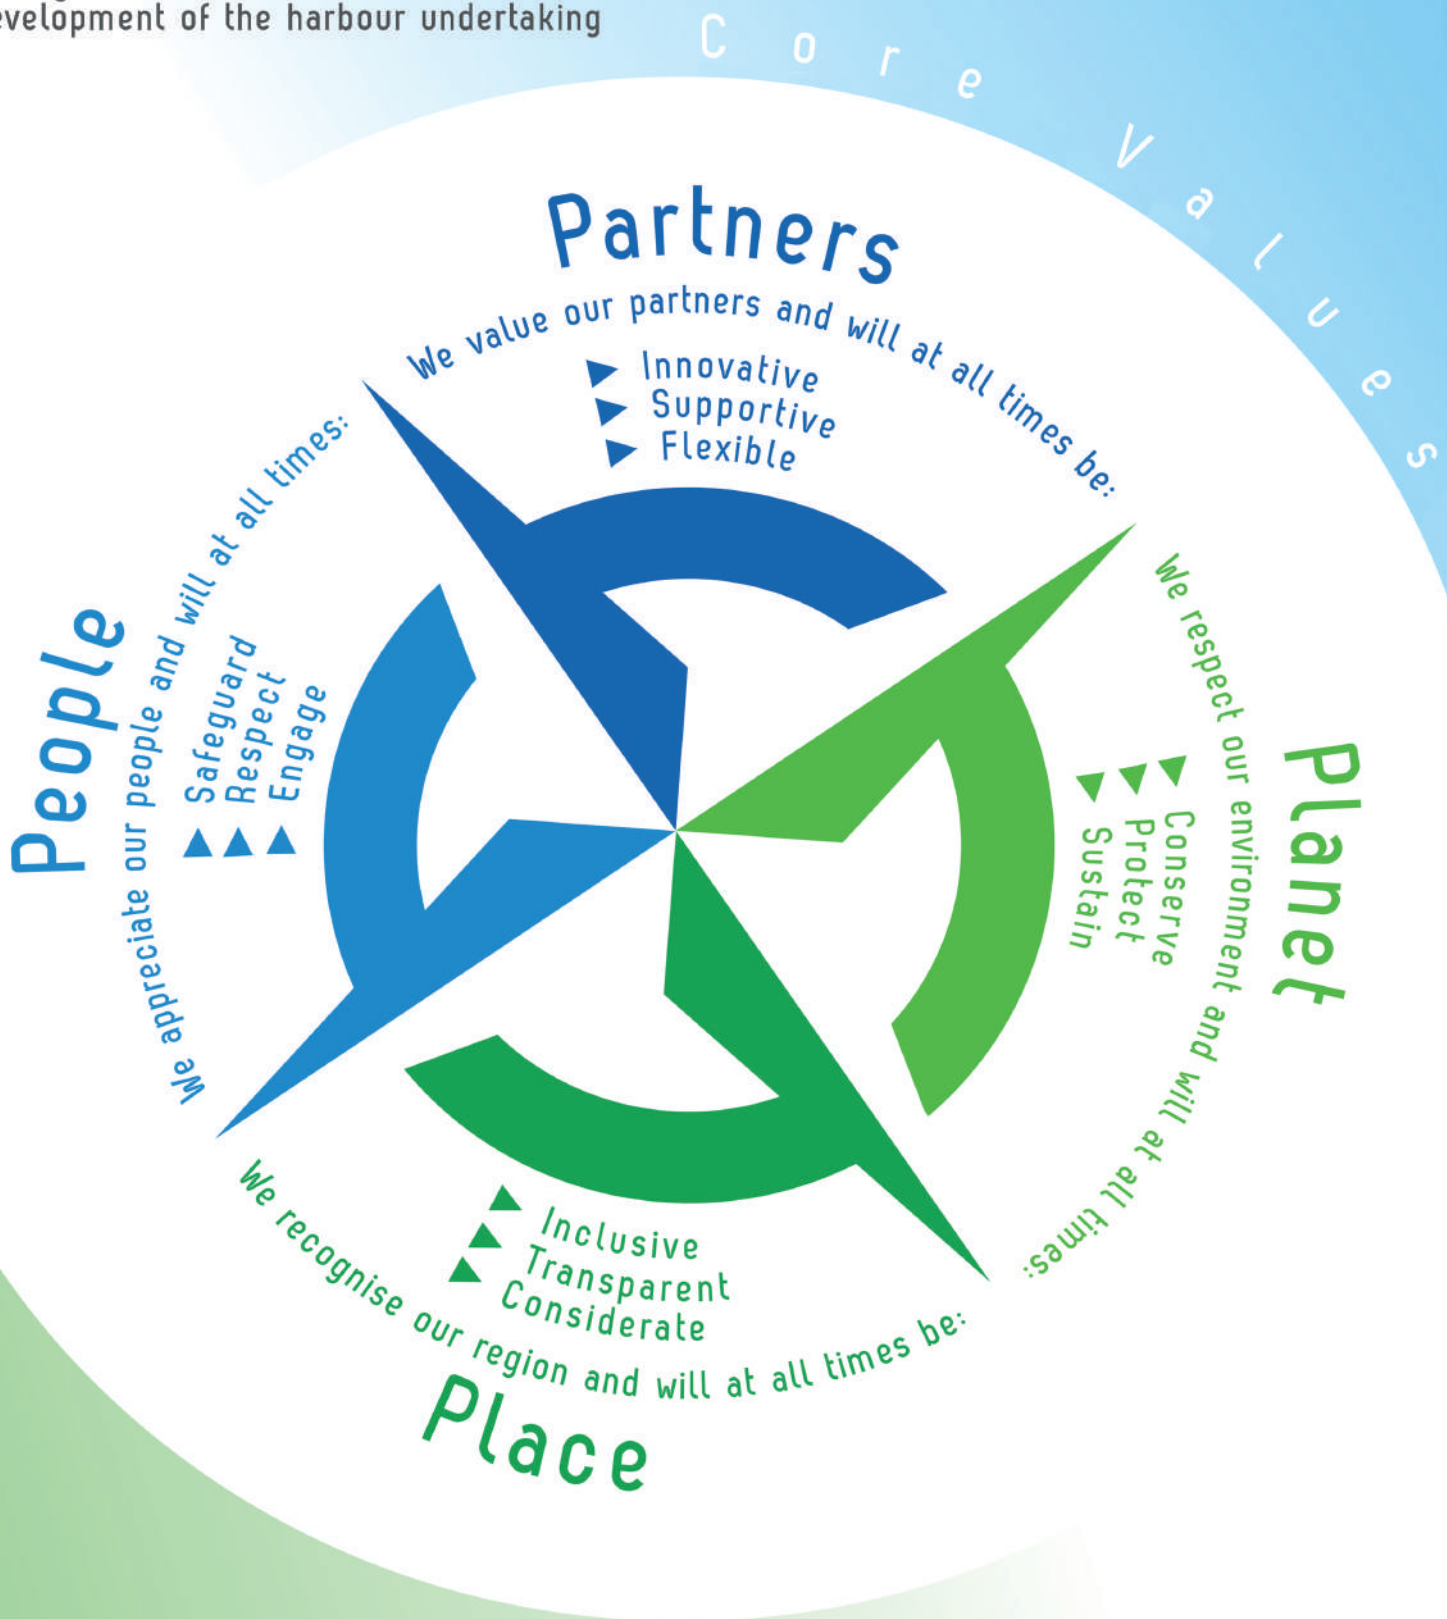 development of the harbour undertaking
Core Values
Partners
We value our partners and will at all times be:
Innovative
Supportive
Flexible
Planet
We respect our environment and will at all times:
Conserve
Protect
Sustain
Place
We recognise our region and will at all times be:
Inclusive
Transparent
Considerate
People
We appreciate our people and will at all times:
Safeguard
Respect
Engage